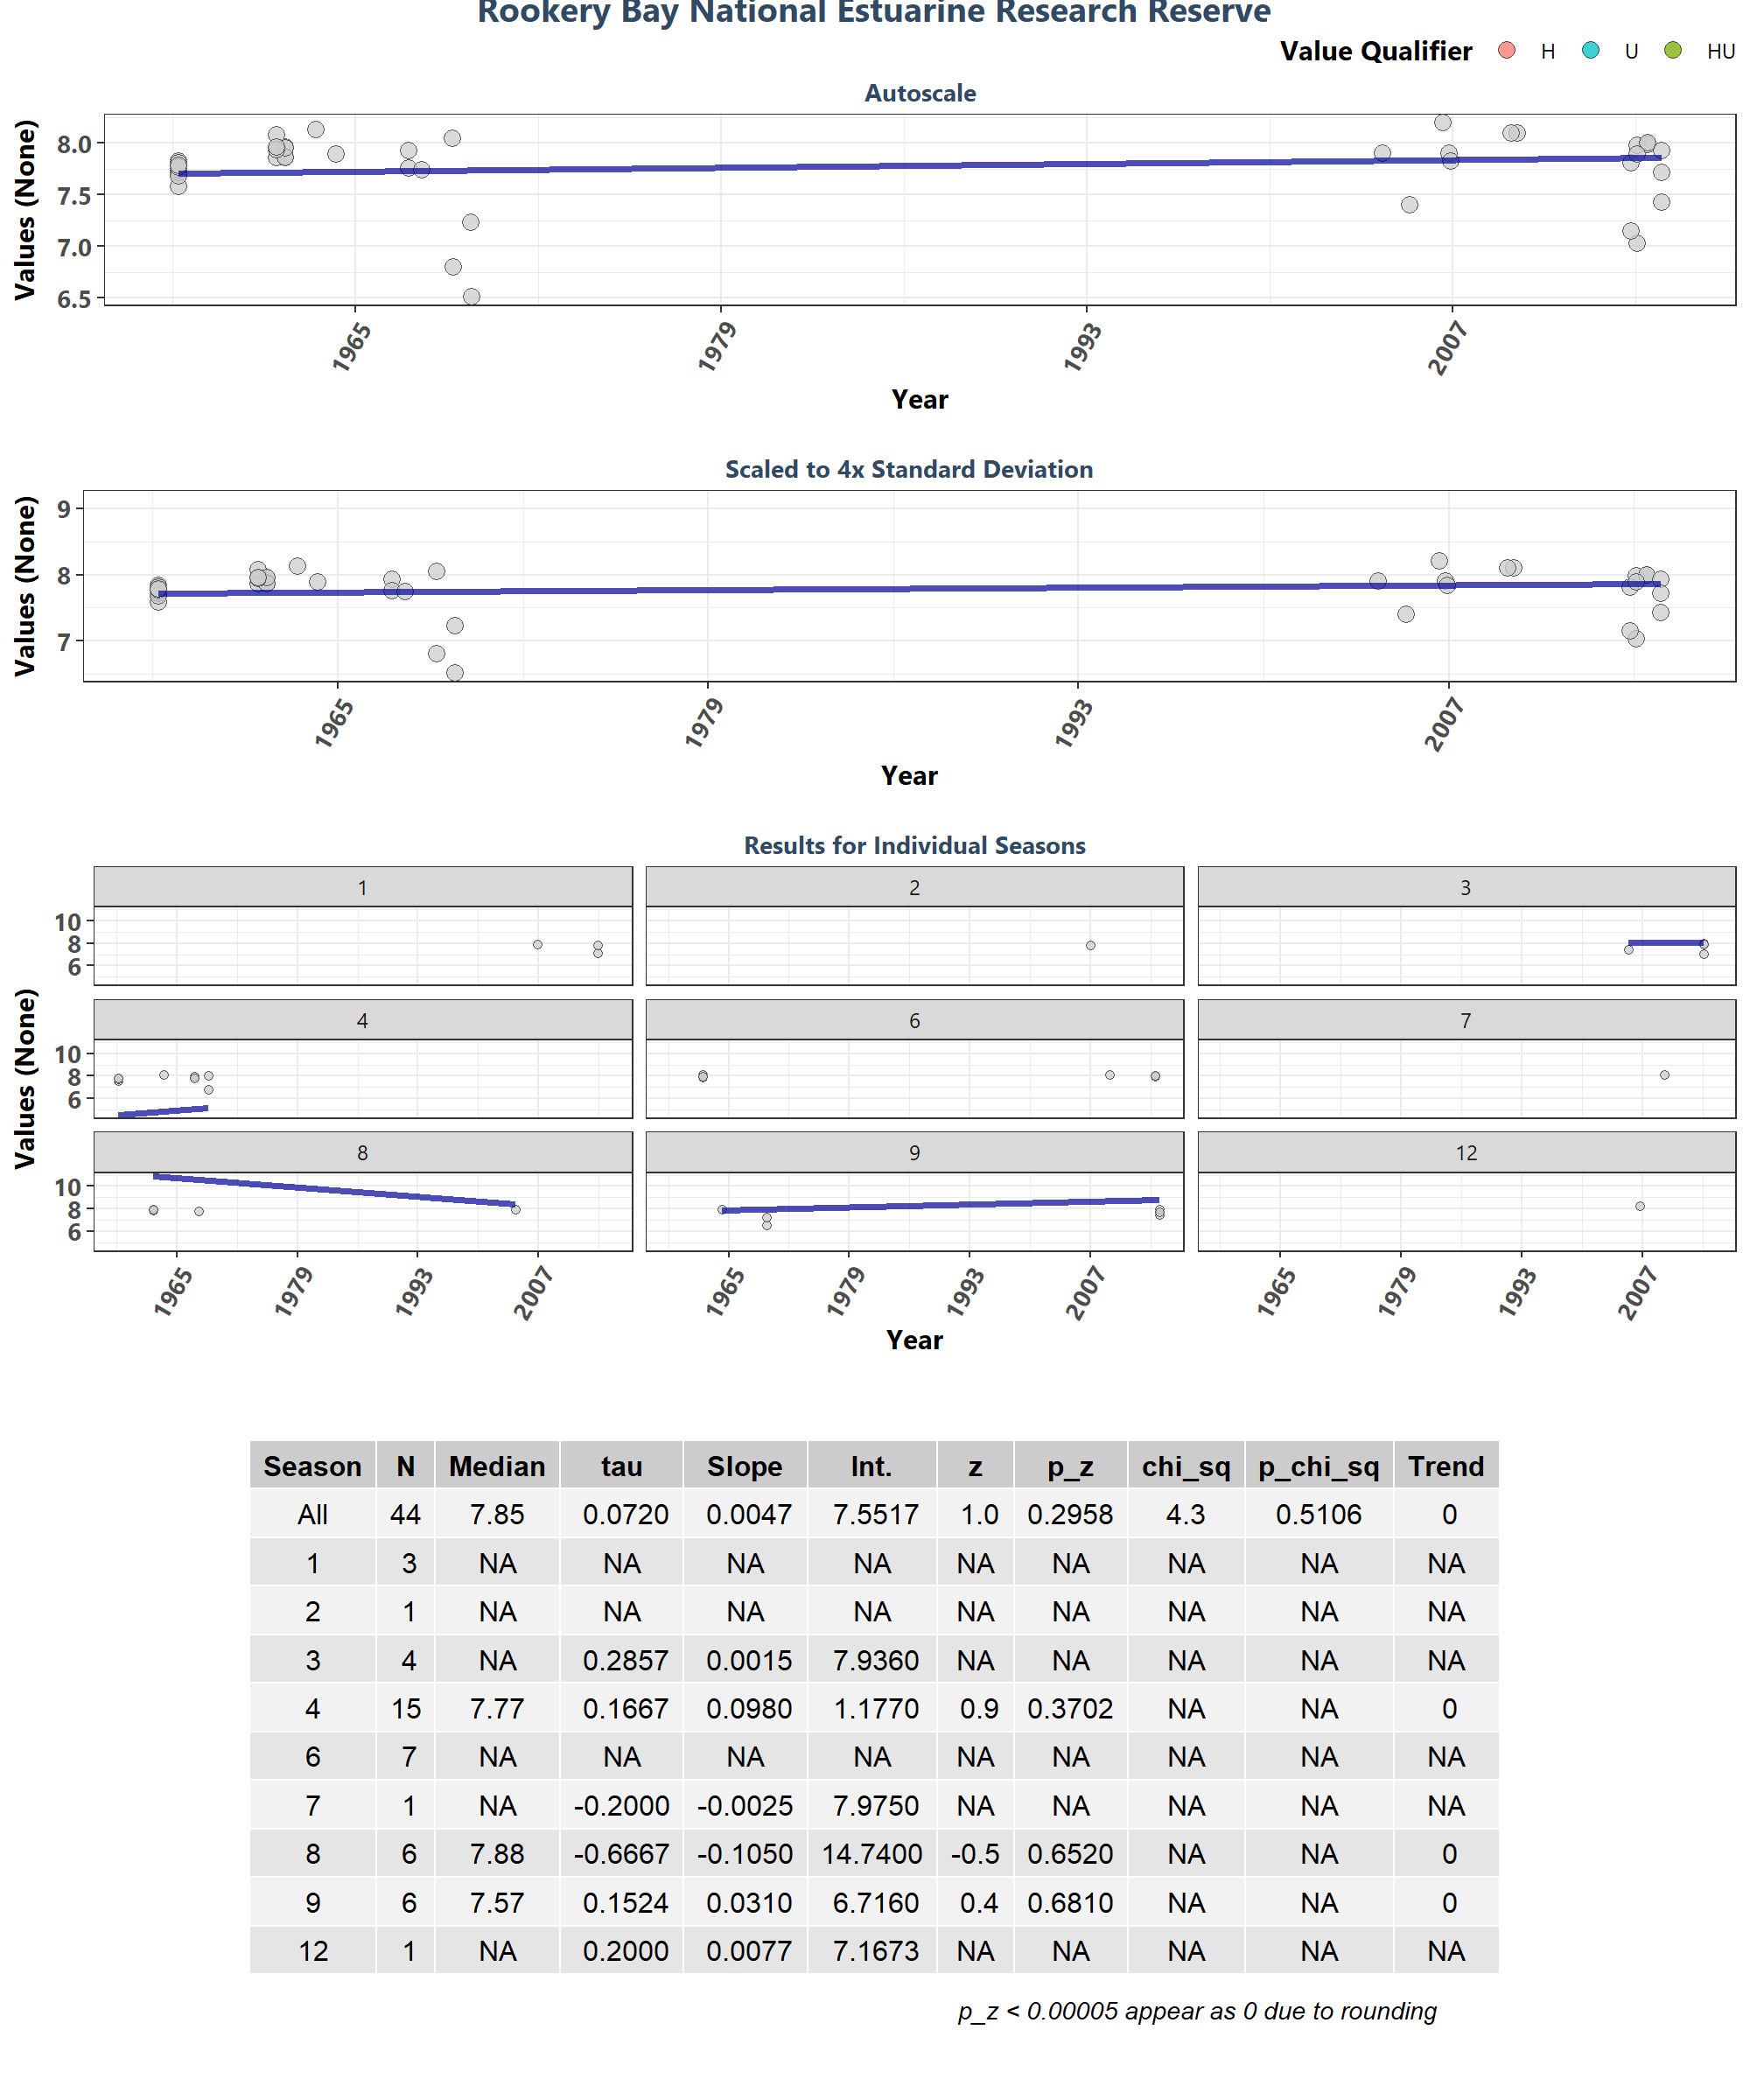 Rookery Bay National Estuarine Research Reserve
Value Qualifier H U HU
Autoscale
Values (None)
8.0
7.5
7.0
6.5
1965 1979 1993 2007
Year
Scaled to 4x Standard Deviation
Values (None)
9
8
7
1965 1979 1993 2007
Year
Results for Individual Seasons
Values (None)
1 2 3
10
8
6
4 6 7
10
8
6
8 9 12
10
8
6
1965 1979 1993 2007 1965 1979 1993 2007 1965 1979 1993 2007
Year
Season N Median tau Slope Int. z p_z chi_sq p_chi_sq Trend
All 44 7.85 0.0720 0.0047 7.5517 1.0 0.2958 4.3 0.5106 0
1 3 NA NA NA NA NA NA NA NA NA
2 1 NA NA NA NA NA NA NA NA NA
3 4 NA 0.2857 0.0015 7.9360 NA NA NA NA NA
4 15 7.77 0.1667 0.0980 1.1770 0.9 0.3702 NA NA 0
6 7 NA NA NA NA NA NA NA NA NA
7 1 NA -0.2000 -0.0025 7.9750 NA NA NA NA NA
8 6 7.88 -0.6667 -0.1050 14.7400 -0.5 0.6520 NA NA 0
9 6 7.57 0.1524 0.0310 6.7160 0.4 0.6810 NA NA 0
12 1 NA 0.2000 0.0077 7.1673 NA NA NA NA NA
p_z < 0.00005 appear as 0 due to rounding